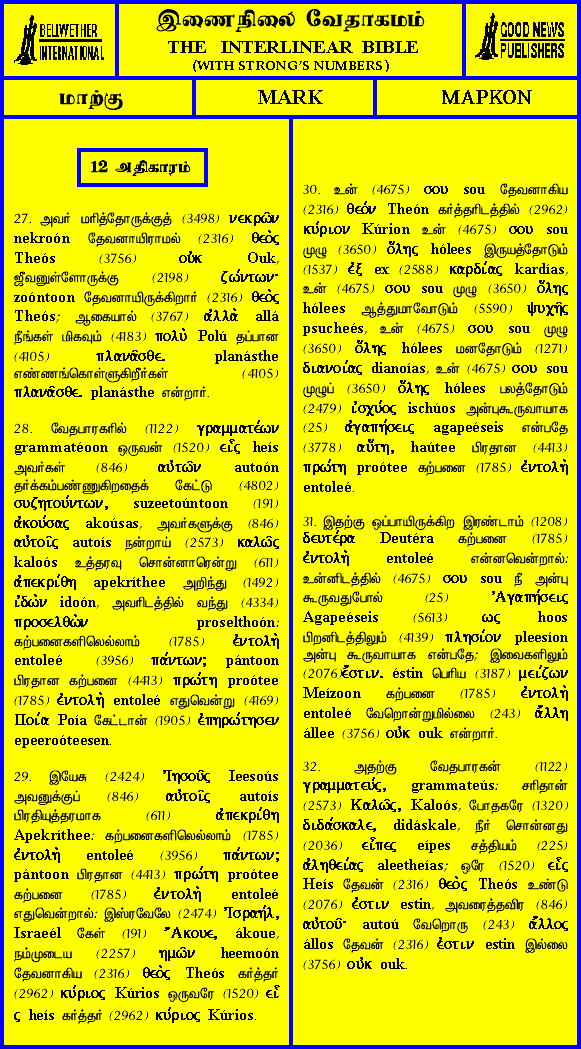 BELLWETHER
INTERNATIONAL
இணைநிலை வேதாகமம்
THE INTERLINEAR BIBLE
(WITH STRONG'S NUMBERS)
GOOD NEWS
PUBLISHERS
மாற்கு
MARK
ΜΑΡΚΟΝ
12 அதிகாரம்
27. அவர் மரித்தோருக்குத் (3498) νεκρῶν
nekroón தேவனாயிராமல் (2316) θεὸς
Theós (3756) οὐκ Ouk,
ஜீவனுள்ளோருக்கு (2198) ζώντων·
zoóntoon தேவனாயிருக்கிறார் (2316) θεὸς
Theós; ஆகையால் (3767) ἀλλὰ allá
நீங்கள் மிகவும் (4183) πολὺ Polú தப்பான
(4105) πλανᾶσθε. planásthe
எண்ணங்கொள்ளுகிறீர்கள் (4105)
πλανᾶσθε. planásthe என்றார்.
28. வேதபாரகரில் (1122) γραμματέων
grammatéoon ஒருவன் (1520) εἷς heís
அவர்கள் (846) αὐτῶν autoón
தர்க்கம்பண்ணுகிறதைக் கேட்டு (4802)
συζητούντων, suzeetoúntoon (191)
ἀκούσας akoúsas, அவர்களுக்கு (846)
αὐτοῖς autoís நன்றாய் (2573) καλῶς
kaloós உத்தரவு சொன்னாரென்று (611)
ἀπεκρίθη apekríthee அறிந்து (1492)
ἰδὼν idoón, அவரிடத்தில் வந்து (4334)
προσελθὼν proselthoón:
கற்பனைகளிலெல்லாம் (1785) ἐντολὴ
entoleé (3956) πάντων; pántoon
பிரதான கற்பனை (4413) πρώτη proótee
(1785) ἐντολὴ entoleé எதுவென்று (4169)
Ποία Poía கேட்டான் (1905) ἐπηρώτησεν
epeeroóteesen.
29. இயேசு (2424) Ἰησοῦς Ieesoús
அவனுக்குப் (846) αὐτοῖς autoís
பிரதியுத்தரமாக (611) ἀπεκρίθη
Apekríthee: கற்பனைகளிலெல்லாம் (1785)
ἐντολὴ entoleé (3956) πάντων;
pántoon பிரதான (4413) πρώτη proótee
கற்பனை (1785) ἐντολὴ entoleé
எதுவென்றால்: இஸ்ரவேலே (2474) Ἰσραήλ,
Israeél கேள் (191) Ἄκουε, ákoue,
நம்முடைய (2257) ημῶν heemoón
தேவனாகிய (2316) θεὸς Theós கர்த்தர்
(2962) κύριος Kúrios ஒருவரே (1520) εἷ
ς heís கர்த்தர் (2962) κύριος Kúrios.
30. உன் (4675) σου sou தேவனாகிய
(2316) θεόν Theón கர்த்தரிடத்தில் (2962)
κύριον Kúrion உன் (4675) σου sou
முழு (3650) ὅλης hólees இருயத்தோடும்
(1537) ἐξ ex (2588) καρδίας kardías,
உன் (4675) σου sou முழு (3650) ὅλης
hólees ஆத்துமாவோடும் (5590) ψυχῆς
psucheés, உன் (4675) σου sou முழு
(3650) ὅλης hólees மனதோடும் (1271)
διανοίας dianoías, உன் (4675) σου sou
முழுப் (3650) ὅλης hólees பலத்தோடும்
(2479) ἰσχύος ischúos அன்புகூருவாயாக
(25) ἀγαπήσεις agapeéseis என்பதே
(3778) αὕτη, haútee பிரதான (4413)
πρώτη proótee கற்பனை (1785) ἐντολὴ
entoleé.
31. இதற்கு ஒப்பாயிருக்கிற இரண்டாம் (1208)
δευτέρα Deutéra கற்பனை (1785)
ἐντολὴ entoleé என்னவென்றால்:
உன்னிடத்தில் (4675) σου sou நீ அன்பு
கூருவதுபோல் (25) Ἀγαπήσεις
Agapeéseis (5613) ως hoos
பிறனிடத்திலும் (4139) πλησίον pleesíon
அன்பு கூருவாயாக என்பதே; இவைகளிலும்
(2076)ἔστιν. éstin பெரிய (3187) μείζων
Meízoon கற்பனை (1785) ἐντολὴ
entoleé வேறொன்றுமில்லை (243) ἄλλη
állee (3756) οὐκ ouk என்றார்.
32. அதற்கு வேதபாரகன் (1122)
γραμματεύς, grammateús: சரிதான்
(2573) Καλῶς, Kaloós, போதகரே (1320)
διδάσκαλε, didáskale, நீர் சொன்னது
(2036) εἶπες eípes சத்தியம் (225)
ἀληθείας aleetheías; ஒரே (1520) εἷς
Heís தேவன் (2316) θεὸς Theós உண்டு
(2076) ἐστιν estin, அவரைத்தவிர (846)
αὐτοῦ· autoú வேறொரு (243) ἄλλος
állos தேவன் (2316) ἐστιν estin இல்லை
(3756) οὐκ ouk.